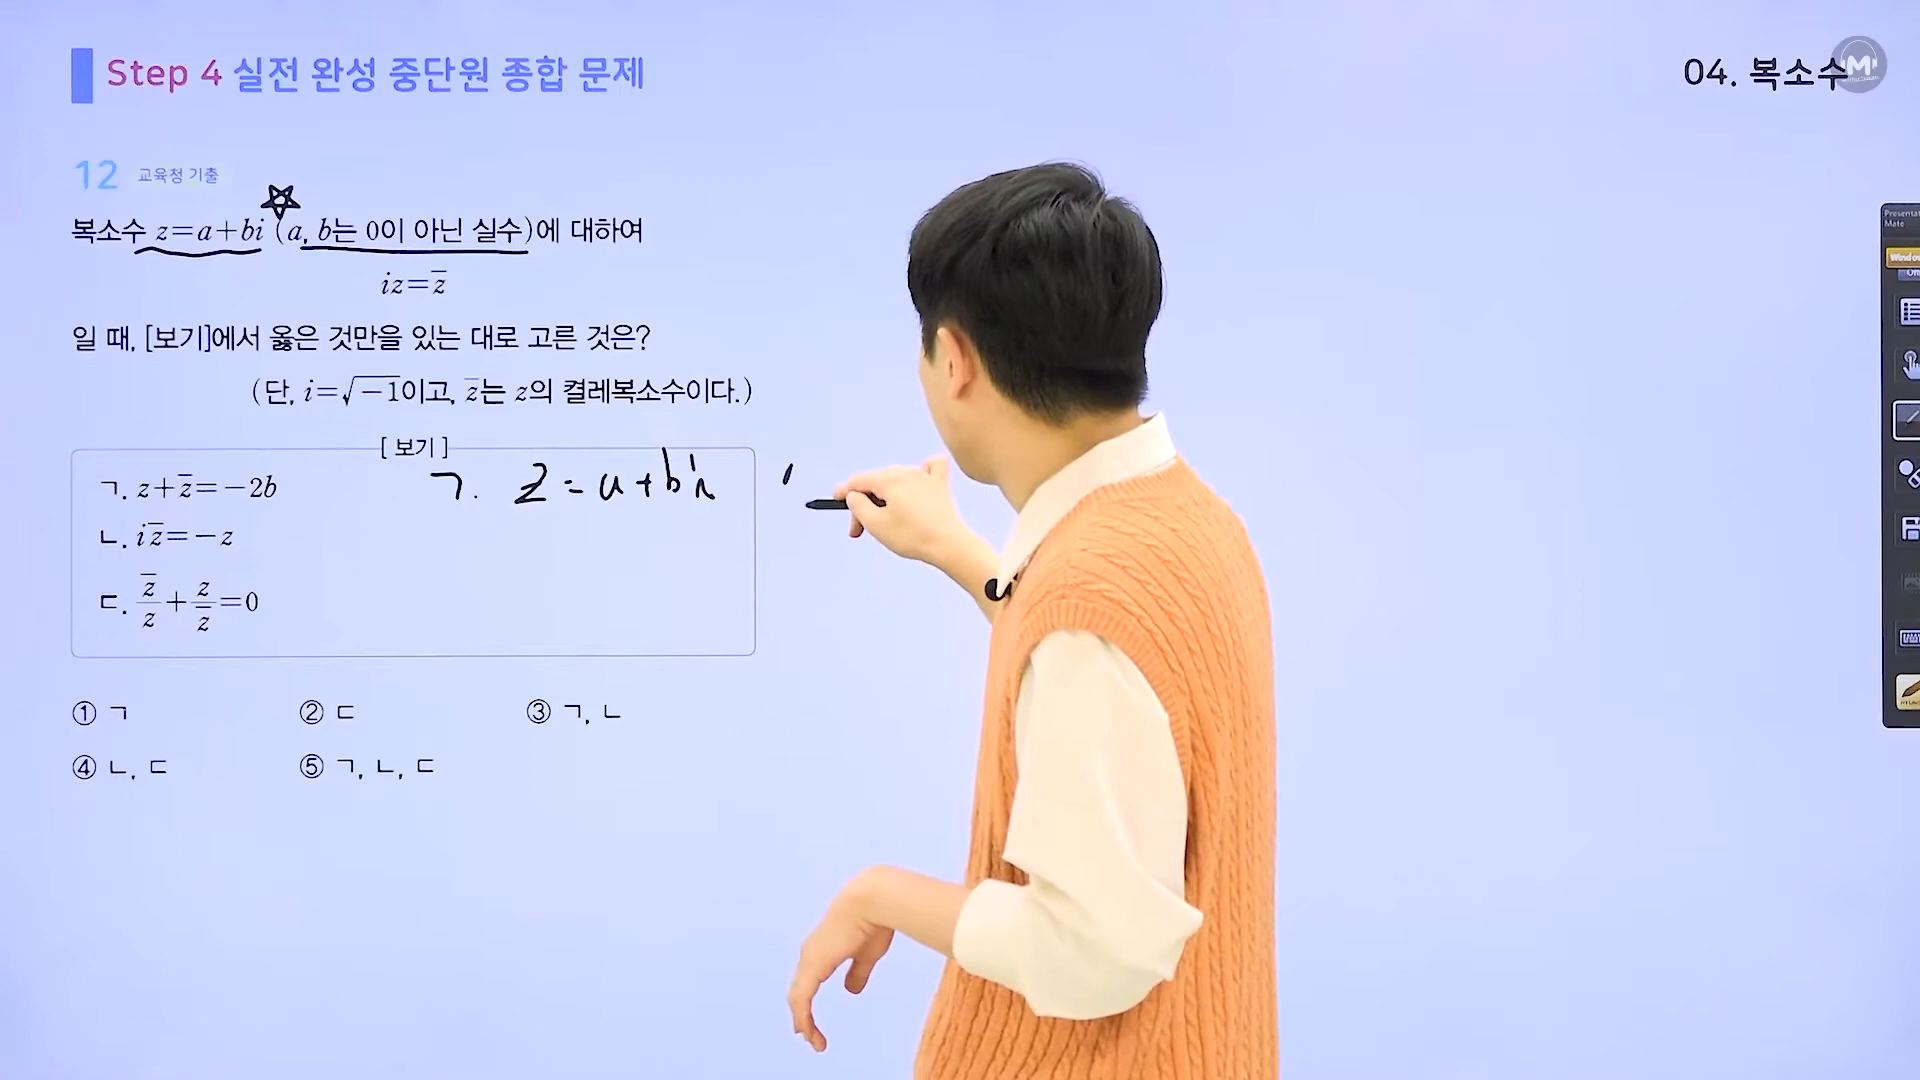 Step 4 실전 완성 중단원 종합 문제
04. 복소수
M
12 교육청 기출
복소수 z=a+bi (a, b는 0이 아닌 실수)에 대하여
iz=z̅
일 때, [보기]에서 옳은 것만을 있는 대로 고른 것은?
(단, i=√−1이고, z̅는 z의 켤레복소수이다.)
[ 보기 ]
ㄱ. z+z̅=−2b
ㄴ. iz̅=−z
ㄷ. z̅/z+z/z̅=0
ㄱ. z=a+bi
① ㄱ ② ㄷ ③ ㄱ, ㄴ
④ ㄴ, ㄷ ⑤ ㄱ, ㄴ, ㄷ